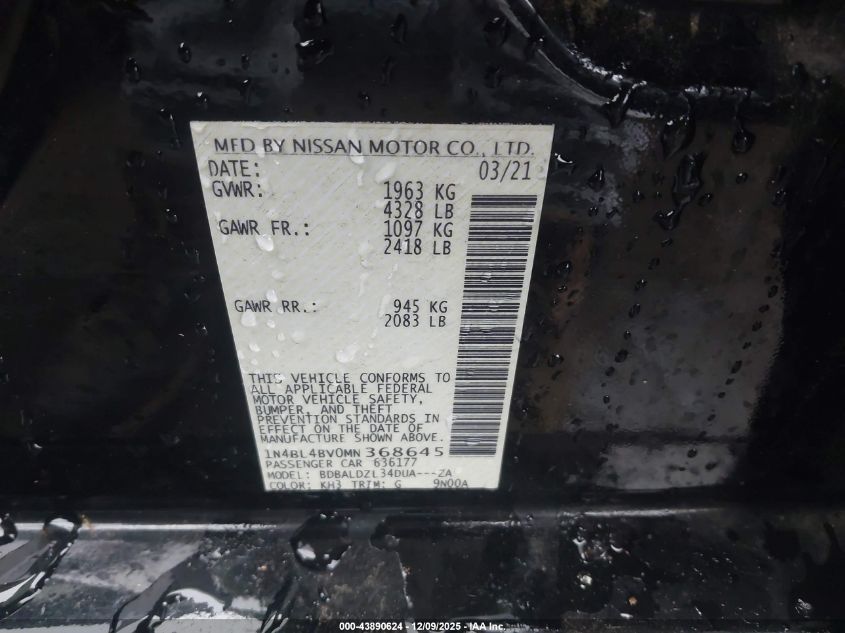 MFD BY NISSAN MOTOR CO., LTD.
DATE: 03/21
GVWR: 1963 KG
4328 LB
GAWR FR.: 1097 KG
2418 LB
GAWR RR.: 945 KG
2083 LB
THIS VEHICLE CONFORMS TO
ALL APPLICABLE FEDERAL
MOTOR VEHICLE SAFETY,
BUMPER, AND THEFT
PREVENTION STANDARDS IN
EFFECT ON THE DATE OF
MANUFACTURE SHOWN ABOVE.
1N4BL4BV0MN368645
PASSENGER CAR 636177
MODEL: BDBALDZL34DUA---ZA
COLOR: KH3 TRIM: G 9N00A
000-43890624 | 12/09/2025 | IAA Inc.